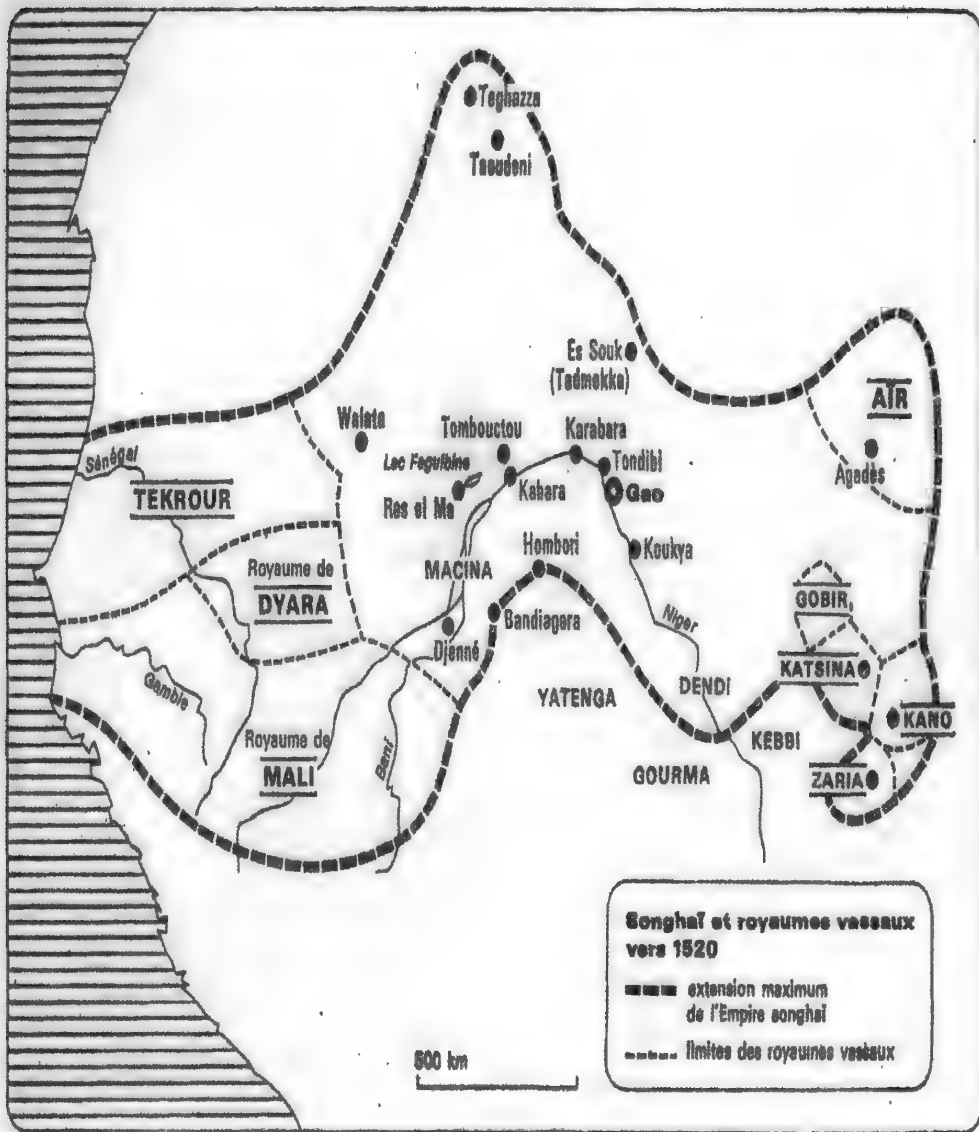 Teghazza
Taoudeni
Es Souk
(Tadmekka)
AÏR
Agadès
Walata
Tombouctou
Karabara
Lac Faguibine
Tondibi
Sénégal
TEKROUR
Ras el Ma
Kabara
Gao
Royaume de
DYARA
MACINA
Hombori
Koukya
Bandiagara
Niger
GOBIR
Djenné
KATSINA
Gambie
YATENGA
DENDI
KANO
Royaume de
MALI
Bani
KEBBI
GOURMA
ZARIA
Songhaï et royaumes vassaux
vers 1520
extension maximum
de l'Empire songhaï
limites des royaumes vassaux
500 km